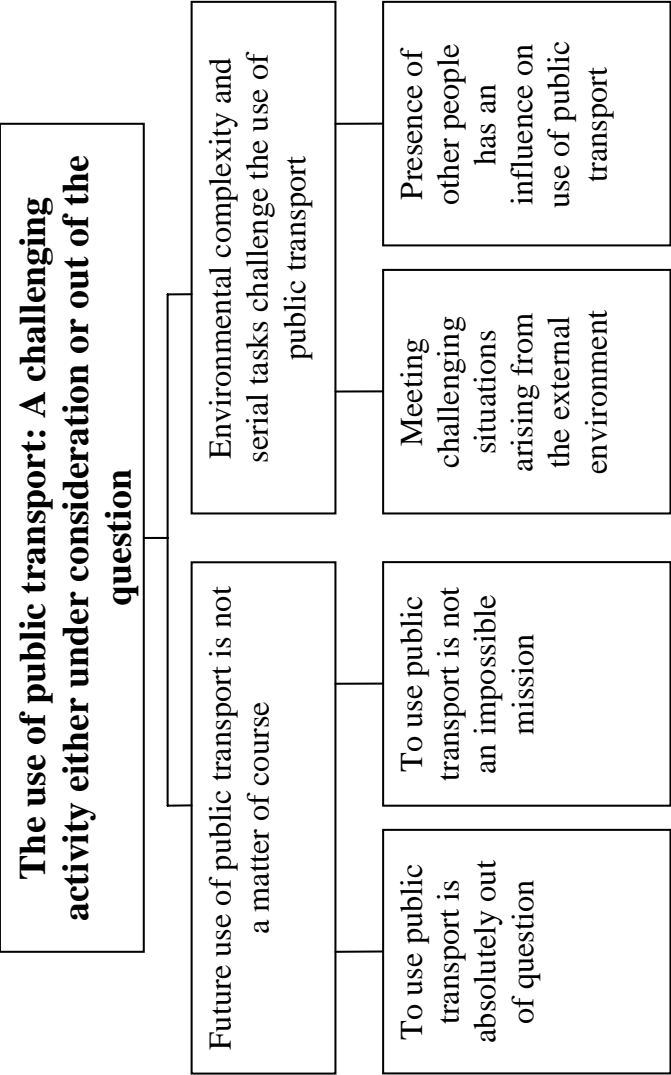 The use of public transport: A challenging
activity either under consideration or out of the
question
Future use of public transport is not
a matter of course
Environmental complexity and
serial tasks challenge the use of
public transport
To use public
transport is
absolutely out
of question
To use public
transport is not
an impossible
mission
Meeting
challenging
situations
arising from
the external
environment
Presence of
other people
has an
influence on
use of public
transport